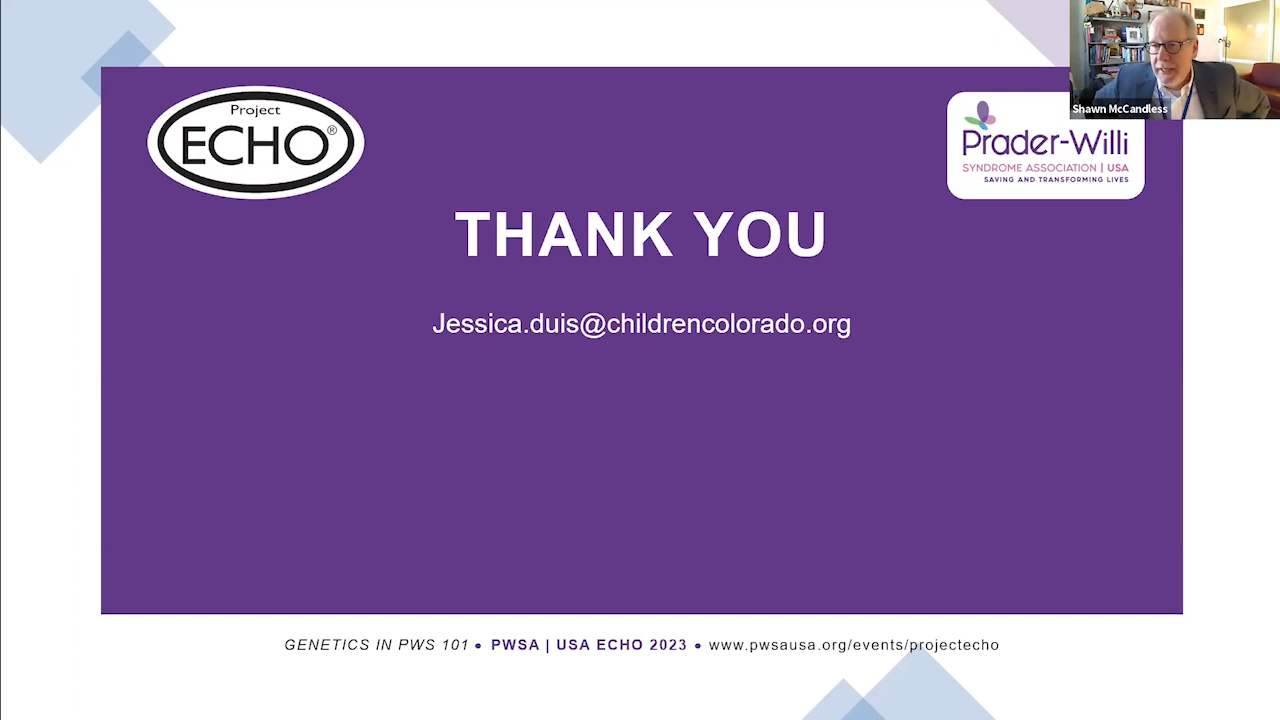 Project
ECHO®
Shawn McCandless
Prader-Willi
SYNDROME ASSOCIATION | USA
SAVING AND TRANSFORMING LIVES
THANK YOU
Jessica.duis@childrencolorado.org
GENETICS IN PWS 101 • PWSA | USA ECHO 2023 • www.pwsausa.org/events/projectecho